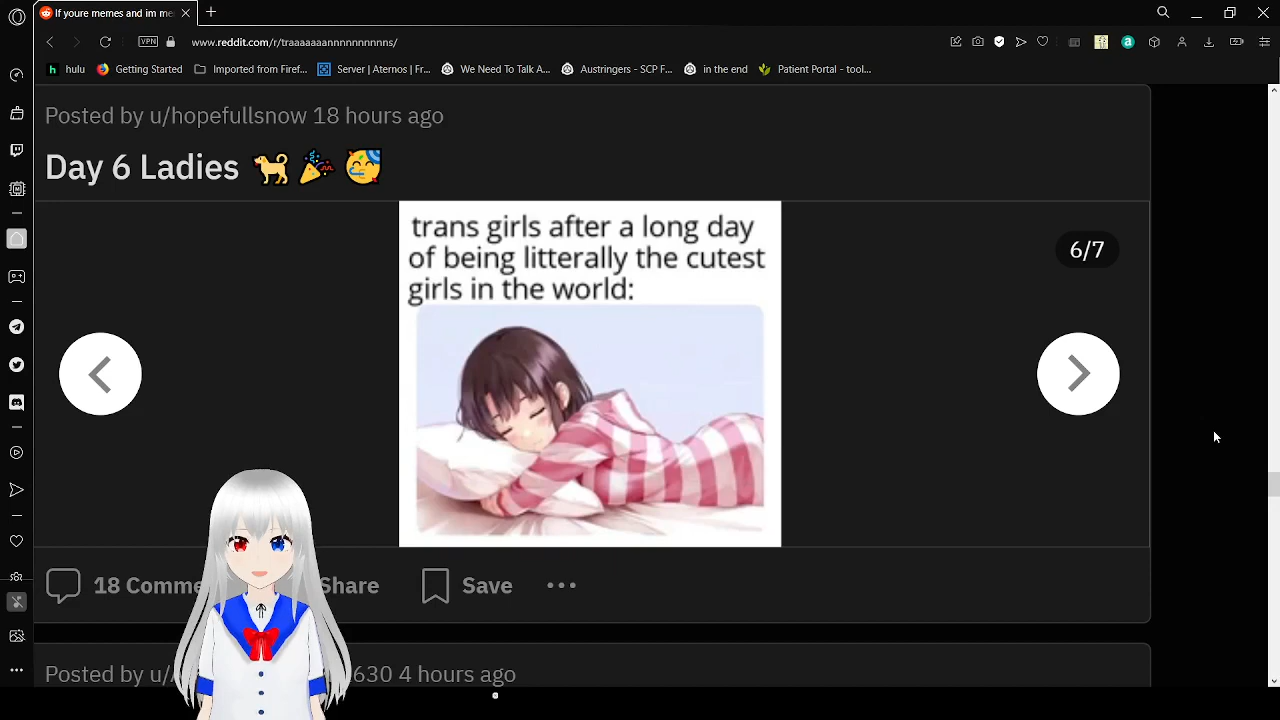 If youre memes and im me
www.reddit.com/r/traaaaaaannnnnnnnnns/
VPN
hulu
Getting Started
Imported from Firef...
Server | Aternos | Fr...
We Need To Talk A...
Austringers - SCP F...
in the end
Patient Portal - tool...
Posted by u/hopefullsnow 18 hours ago
Day 6 Ladies
trans girls after a long day
of being litterally the cutest
girls in the world:
6/7
18 Comme
Share
Save
Posted by u/
630 4 hours ago